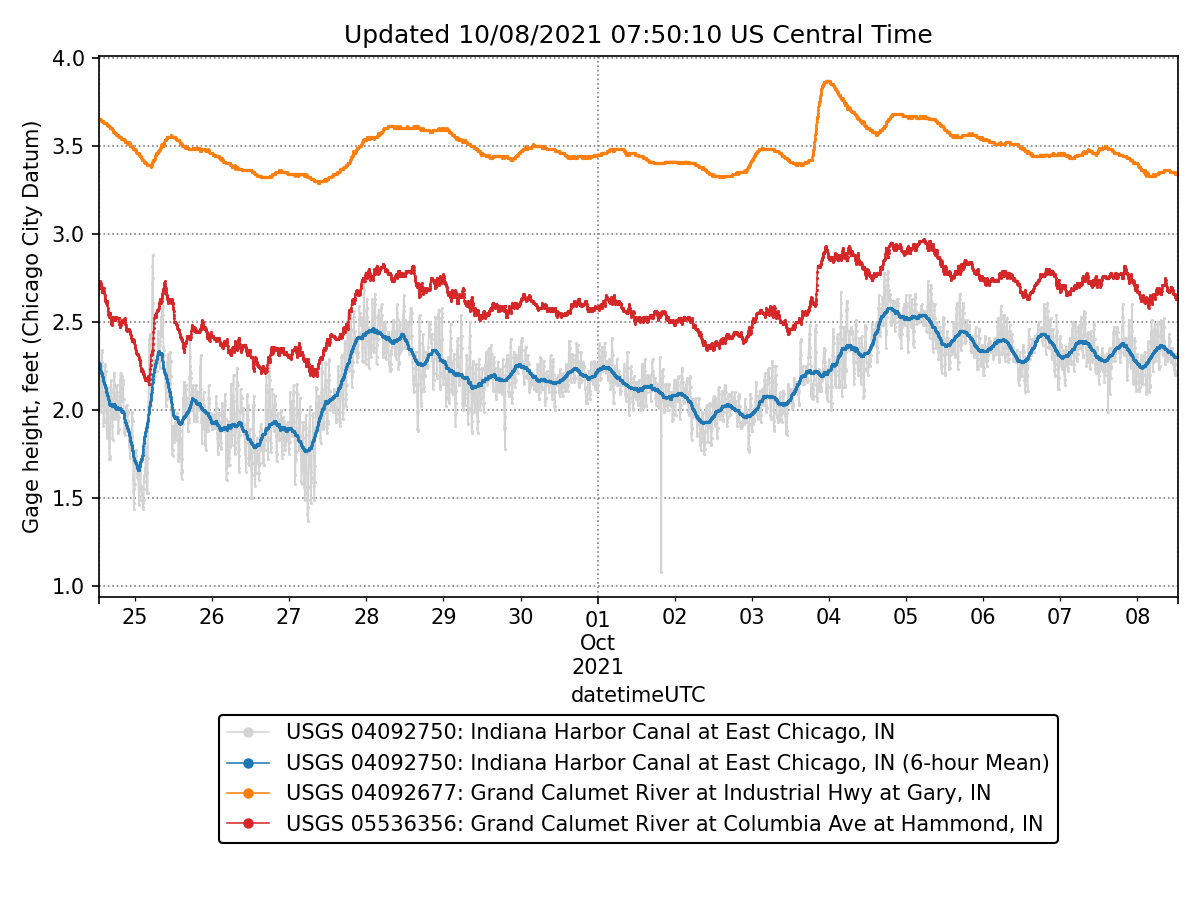 Updated 10/08/2021 07:50:10 US Central Time
Gage height, feet (Chicago City Datum)
4.0
3.5
3.0
2.5
2.0
1.5
1.0
25 26 27 28 29 30 01 02 03 04 05 06 07 08
Oct
2021
datetimeUTC
USGS 04092750: Indiana Harbor Canal at East Chicago, IN
USGS 04092750: Indiana Harbor Canal at East Chicago, IN (6-hour Mean)
USGS 04092677: Grand Calumet River at Industrial Hwy at Gary, IN
USGS 05536356: Grand Calumet River at Columbia Ave at Hammond, IN